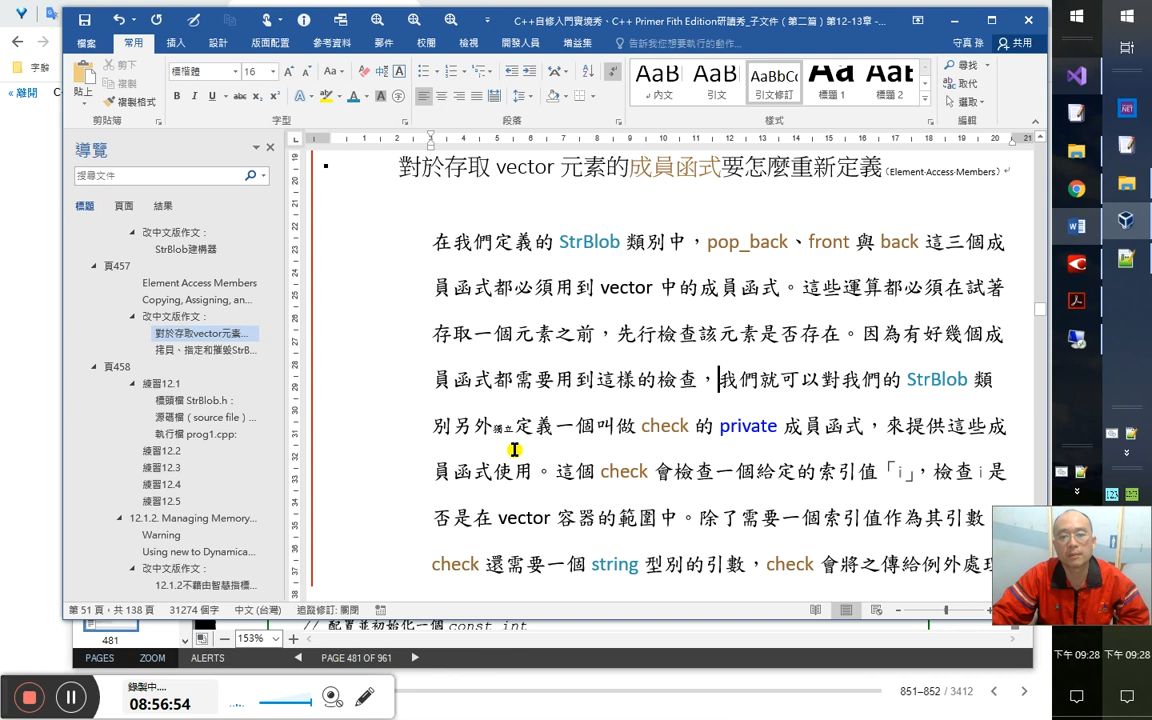 C++自修入門實境秀、C++ Primer Fith Edition研讀秀_子文件（第二篇）第12-13章 -...
檔案 常用 插入 設計 版面配置 參考資料 郵件 校閱 檢視 開發人員 增益集 告訴我您想要執行的動作... 守真 孫 共用
字齡
« 離開
貼上 剪下 複製 複製格式 剪貼簿
標楷體 16 字型
段落
AaB 內文 AaB 引文 AaBbCc 引文修訂 AaB 標題 1 AaB 標題 2 樣式
尋找 取代 選取 編輯
導覽
搜尋文件
標題 頁面 結果
改中文版作文：
StrBlob建構器
頁457
Element Access Members
Copying, Assigning, an...
改中文版作文：
對於存取vector元素...
拷貝、指定和摧毀StrB...
頁458
練習12.1
標頭檔 StrBlob.h：
源碼檔（source file）...
執行檔 prog1.cpp:
練習12.2
練習12.3
練習12.4
練習12.5
12.1.2. Managing Memory...
Warning
Using new to Dynamica...
改中文版作文：
12.1.2不藉由智慧指標...
對於存取 vector 元素的成員函式要怎麼重新定義(Element Access Members)
在我們定義的 StrBlob 類別中，pop_back、front 與 back 這三個成
員函式都必須用到 vector 中的成員函式。這些運算都必須在試著
存取一個元素之前，先行檢查該元素是否存在。因為有好幾個成
員函式都需要用到這樣的檢查，我們就可以對我們的 StrBlob 類
別另外獨立定義一個叫做 check 的 private 成員函式，來提供這些成
員函式使用。這個 check 會檢查一個給定的索引值「i」，檢查 i 是
否是在 vector 容器的範圍中。除了需要一個索引值作為其引數
check 還需要一個 string 型別的引數，check 會將之傳給例外處理
第 51 頁，共 138 頁 31274 個字 中文 (台灣) 追蹤修訂: 關閉
// 配置並初始化一個 const int
481 153%
PAGES ZOOM ALERTS PAGE 481 OF 961
錄製中....
08:56:54
851–852 / 3412
下午 09:28 下午 09:28